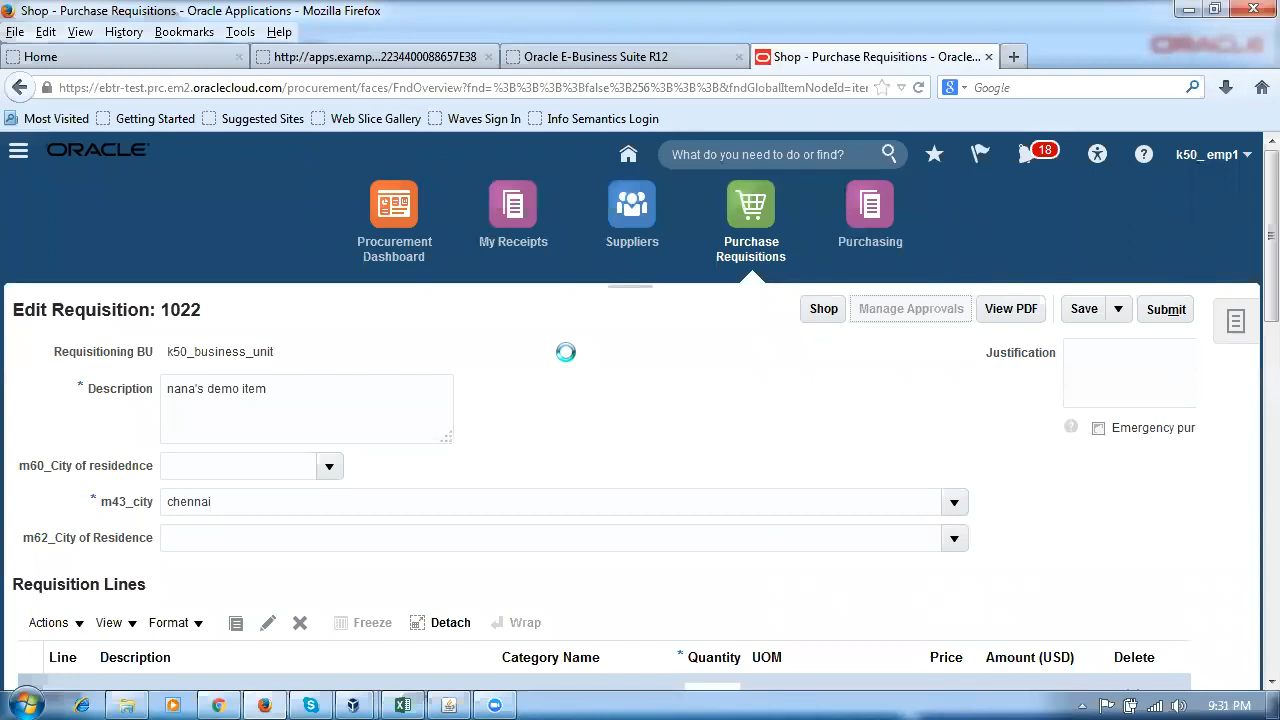 Shop - Purchase Requisitions - Oracle Applications - Mozilla Firefox
File Edit View History Bookmarks Tools Help
ORACLE
Home
http://apps.examp...2234400088657E38
Oracle E-Business Suite R12
Shop - Purchase Requisitions - Oracle...
https://ebtr-test.prc.em2.oraclecloud.com/procurement/faces/FndOverview?fnd=%3B%3B%3B%3Bfalse%3B256%3B%3B%3B&fndGlobalItemNodeId=iter
Google
Most Visited Getting Started Suggested Sites Web Slice Gallery Waves Sign In Info Semantics Login
ORACLE
What do you need to do or find?
18
k50_emp1
Procurement Dashboard
My Receipts
Suppliers
Purchase Requisitions
Purchasing
Edit Requisition: 1022
Shop Manage Approvals View PDF Save Submit
Requisitioning BU k50_business_unit
Justification
* Description nana's demo item
Emergency pur
m60_City of residednce
* m43_city chennai
m62_City of Residence
Requisition Lines
Actions View Format Freeze Detach Wrap
Line Description Category Name * Quantity UOM Price Amount (USD) Delete
9:31 PM